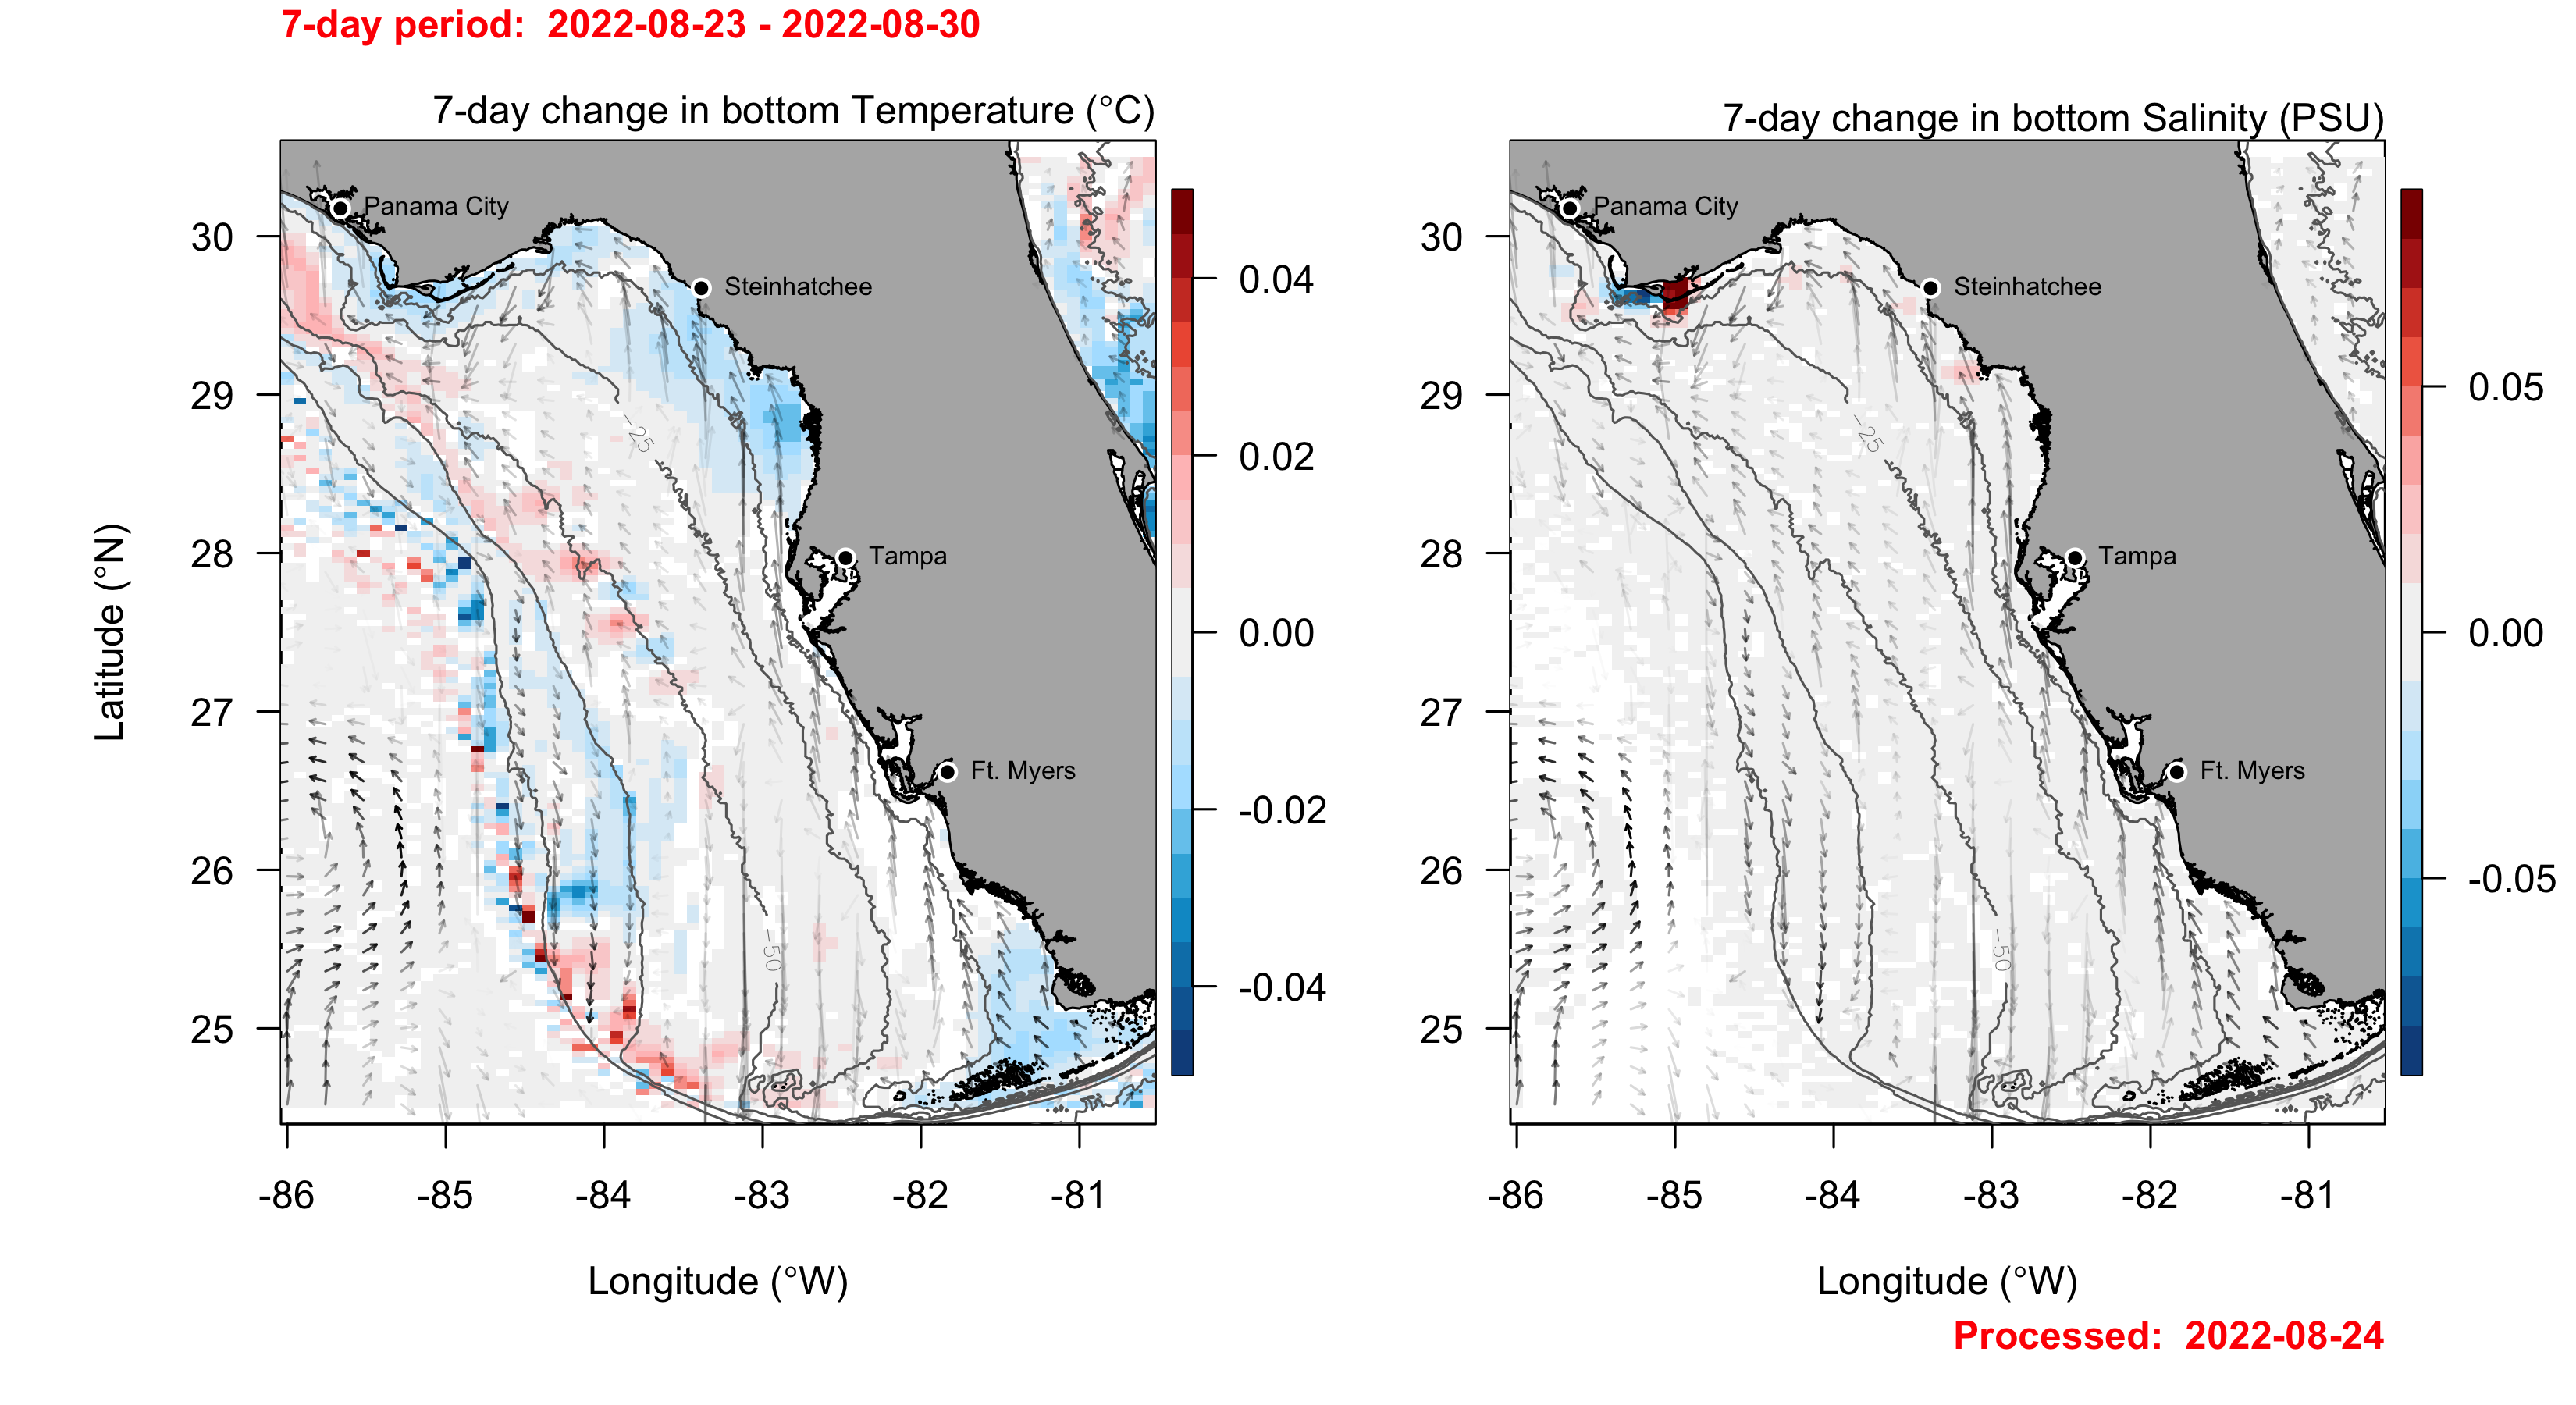 7-day period:  2022-08-23 - 2022-08-30
7-day change in bottom Temperature (°C)
Panama City
Steinhatchee
Tampa
Ft. Myers
−25
−50
30
29
28
27
26
25
Latitude (°N)
-86
-85
-84
-83
-82
-81
Longitude (°W)
0.04
0.02
0.00
-0.02
-0.04
7-day change in bottom Salinity (PSU)
Panama City
Steinhatchee
Tampa
Ft. Myers
−25
−50
30
29
28
27
26
25
-86
-85
-84
-83
-82
-81
Longitude (°W)
0.05
0.00
-0.05
Processed:  2022-08-24